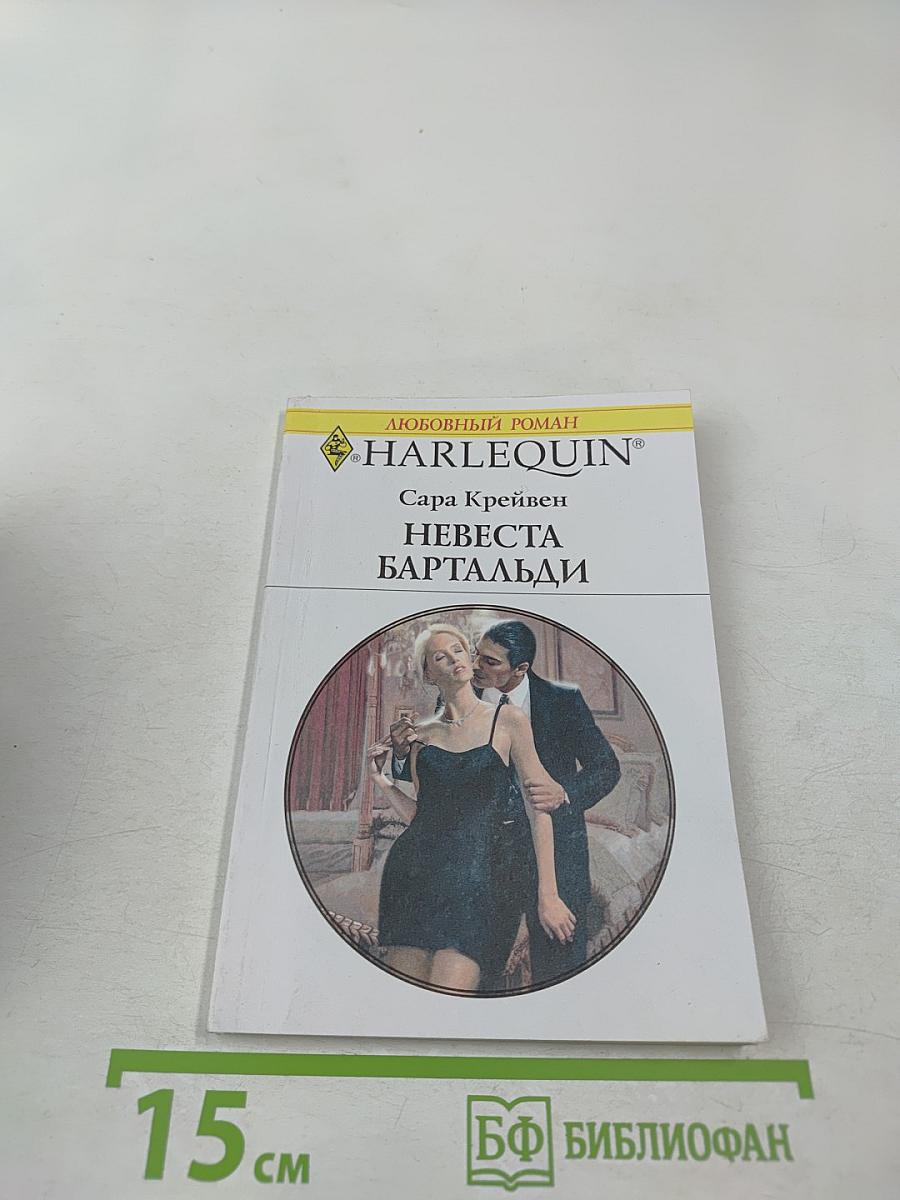 ЛЮБОВНЫЙ РОМАН
® HARLEQUIN®
Сара Крейвен
НЕВЕСТА
БАРТАЛЬДИ
15 см
БФ БИБЛИОФАН